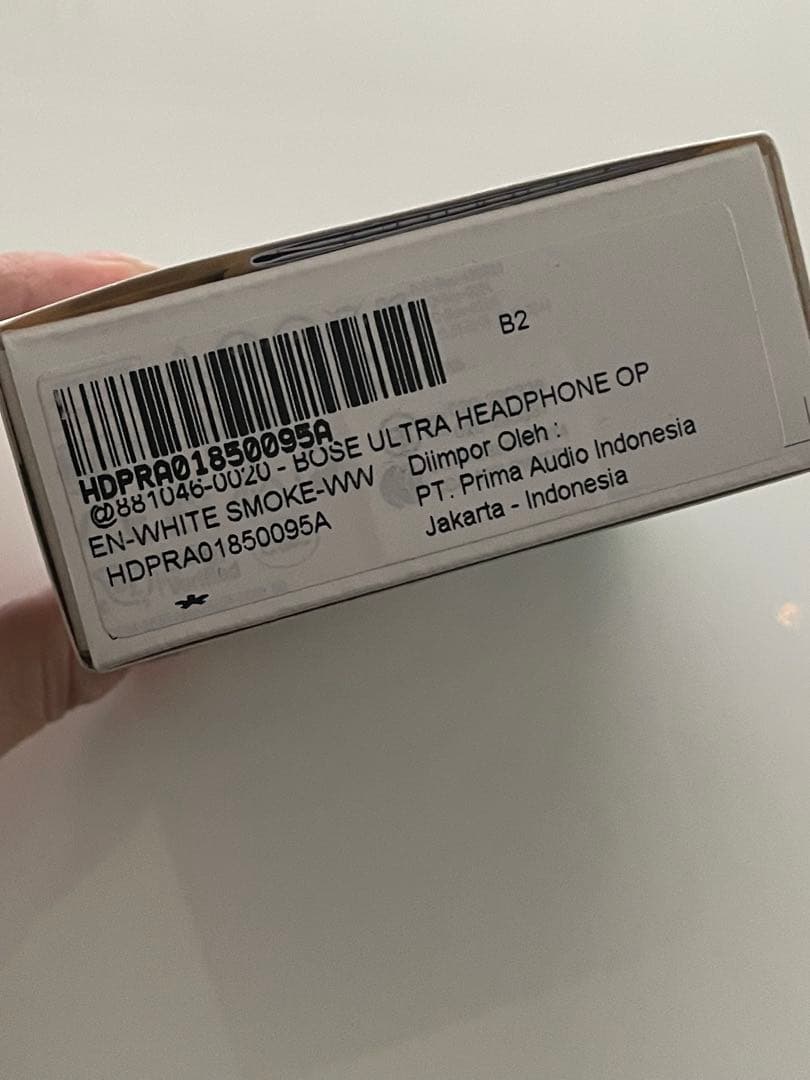 B2
HDPRA01850095A
@881046-0020 - BOSE ULTRA HEADPHONE OP
EN-WHITE SMOKE-WW
HDPRA01850095A
Diimpor Oleh :
PT. Prima Audio Indonesia
Jakarta - Indonesia